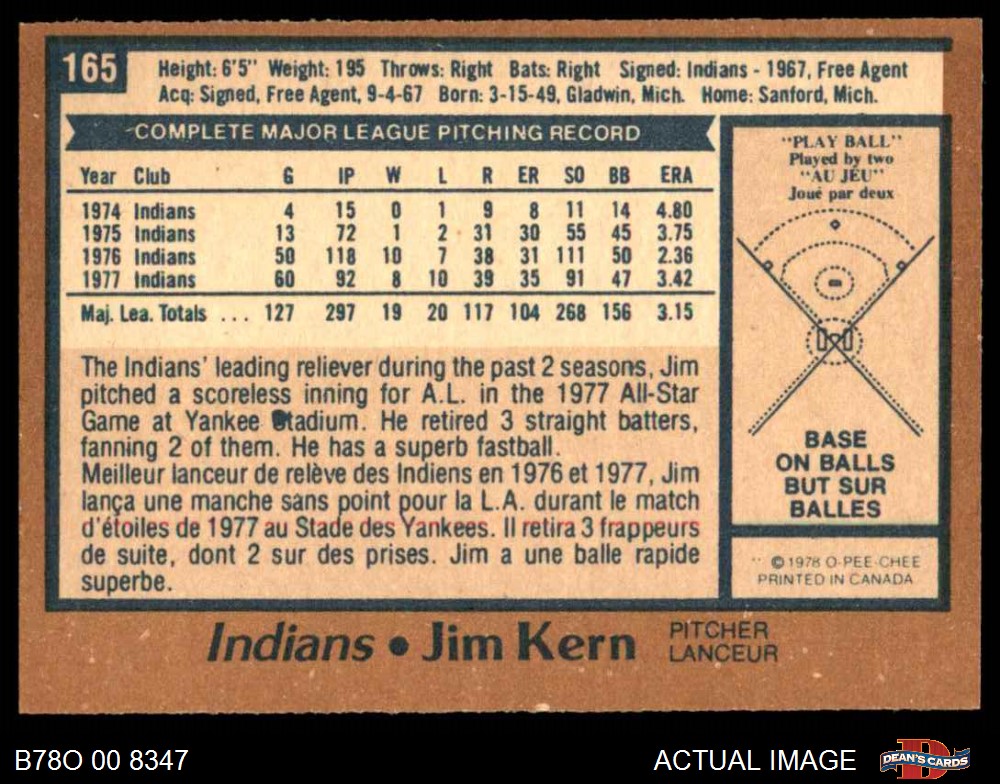 165
Height: 6'5" Weight: 195 Throws: Right Bats: Right Signed: Indians - 1967, Free Agent
Acq: Signed, Free Agent, 9-4-67 Born: 3-15-49, Gladwin, Mich. Home: Sanford, Mich.
COMPLETE MAJOR LEAGUE PITCHING RECORD
Year Club G IP W L R ER SO BB ERA
1974 Indians 4 15 0 1 9 8 11 14 4.80
1975 Indians 13 72 1 2 31 30 55 45 3.75
1976 Indians 50 118 10 7 38 31 111 50 2.36
1977 Indians 60 92 8 10 39 35 91 47 3.42
Maj. Lea. Totals ... 127 297 19 20 117 104 268 156 3.15
The Indians' leading reliever during the past 2 seasons, Jim
pitched a scoreless inning for A.L. in the 1977 All-Star
Game at Yankee Stadium. He retired 3 straight batters,
fanning 2 of them. He has a superb fastball.
Meilleur lanceur de relève des Indiens en 1976 et 1977, Jim
lança une manche sans point pour la L.A. durant le match
d'étoiles de 1977 au Stade des Yankees. Il retira 3 frappeurs
de suite, dont 2 sur des prises. Jim a une balle rapide
superbe.
"PLAY BALL"
Played by two
"AU JEU"
Joué par deux
BASE
ON BALLS
BUT SUR
BALLES
©1978 O-PEE-CHEE
PRINTED IN CANADA
Indians • Jim Kern PITCHER
LANCEUR
B78O 00 8347
ACTUAL IMAGE
DEAN'S CARDS